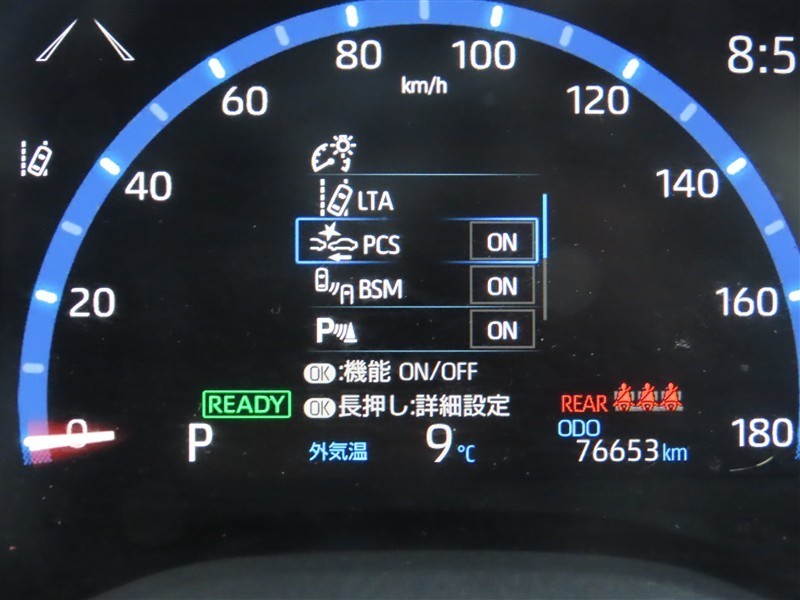 80
100
8:5
km/h
60
120
40
LTA
140
PCS ON
BSM ON
20
160
P ON
OK:機能 ON/OFF
READY
OK長押し:詳細設定
REAR
0
P
外気温
9℃
ODO
76653km
180